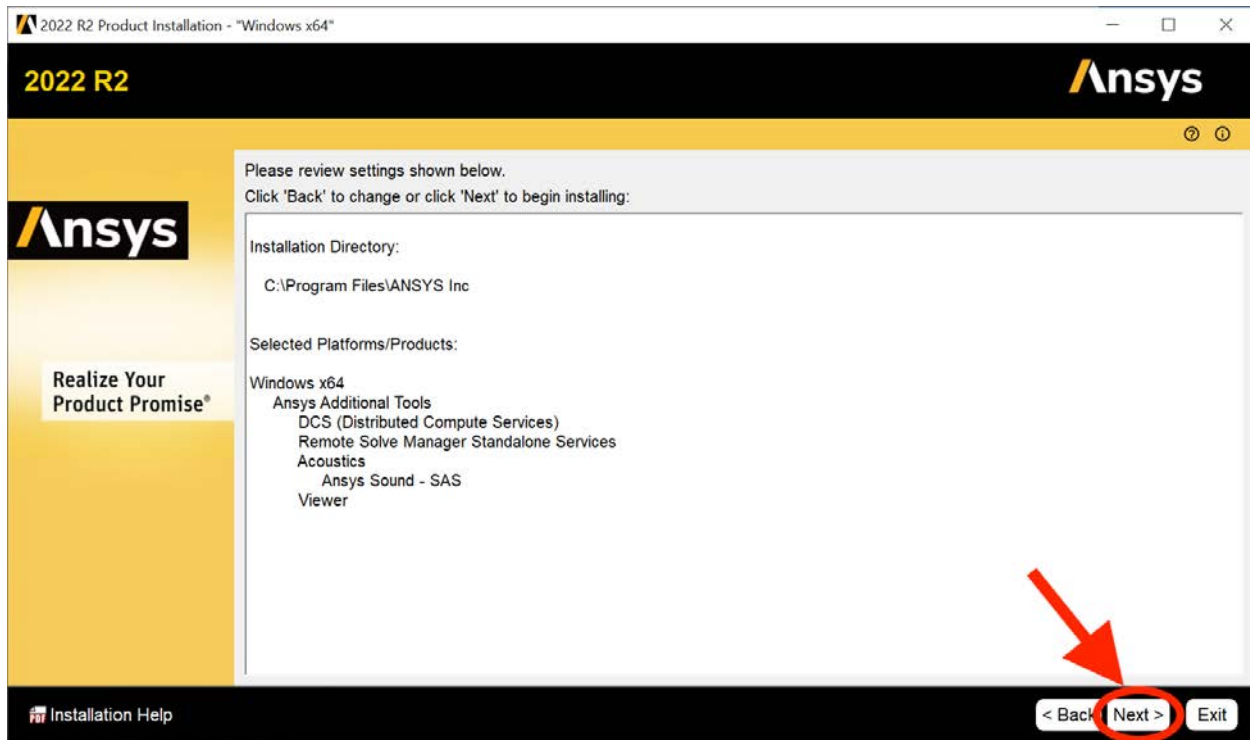 2022 R2 Product Installation - "Windows x64"
2022 R2
Ansys
Ansys
Realize Your
Product Promise®
Please review settings shown below.
Click 'Back' to change or click 'Next' to begin installing:
Installation Directory:
C:\Program Files\ANSYS Inc
Selected Platforms/Products:
Windows x64
Ansys Additional Tools
DCS (Distributed Compute Services)
Remote Solve Manager Standalone Services
Acoustics
Ansys Sound - SAS
Viewer
PDF Installation Help
< Back Next > Exit